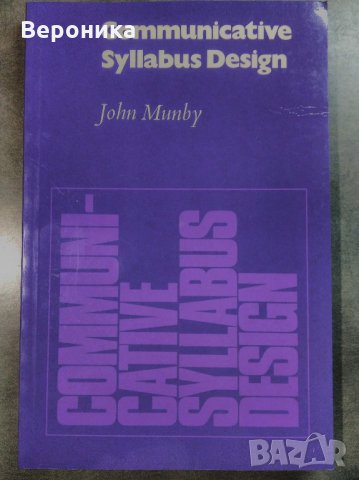 Вероника
Communicative
Syllabus Design
John Munby
COMMUNI-
CATIVE
SYLLABUS
DESIGN
BAZAR